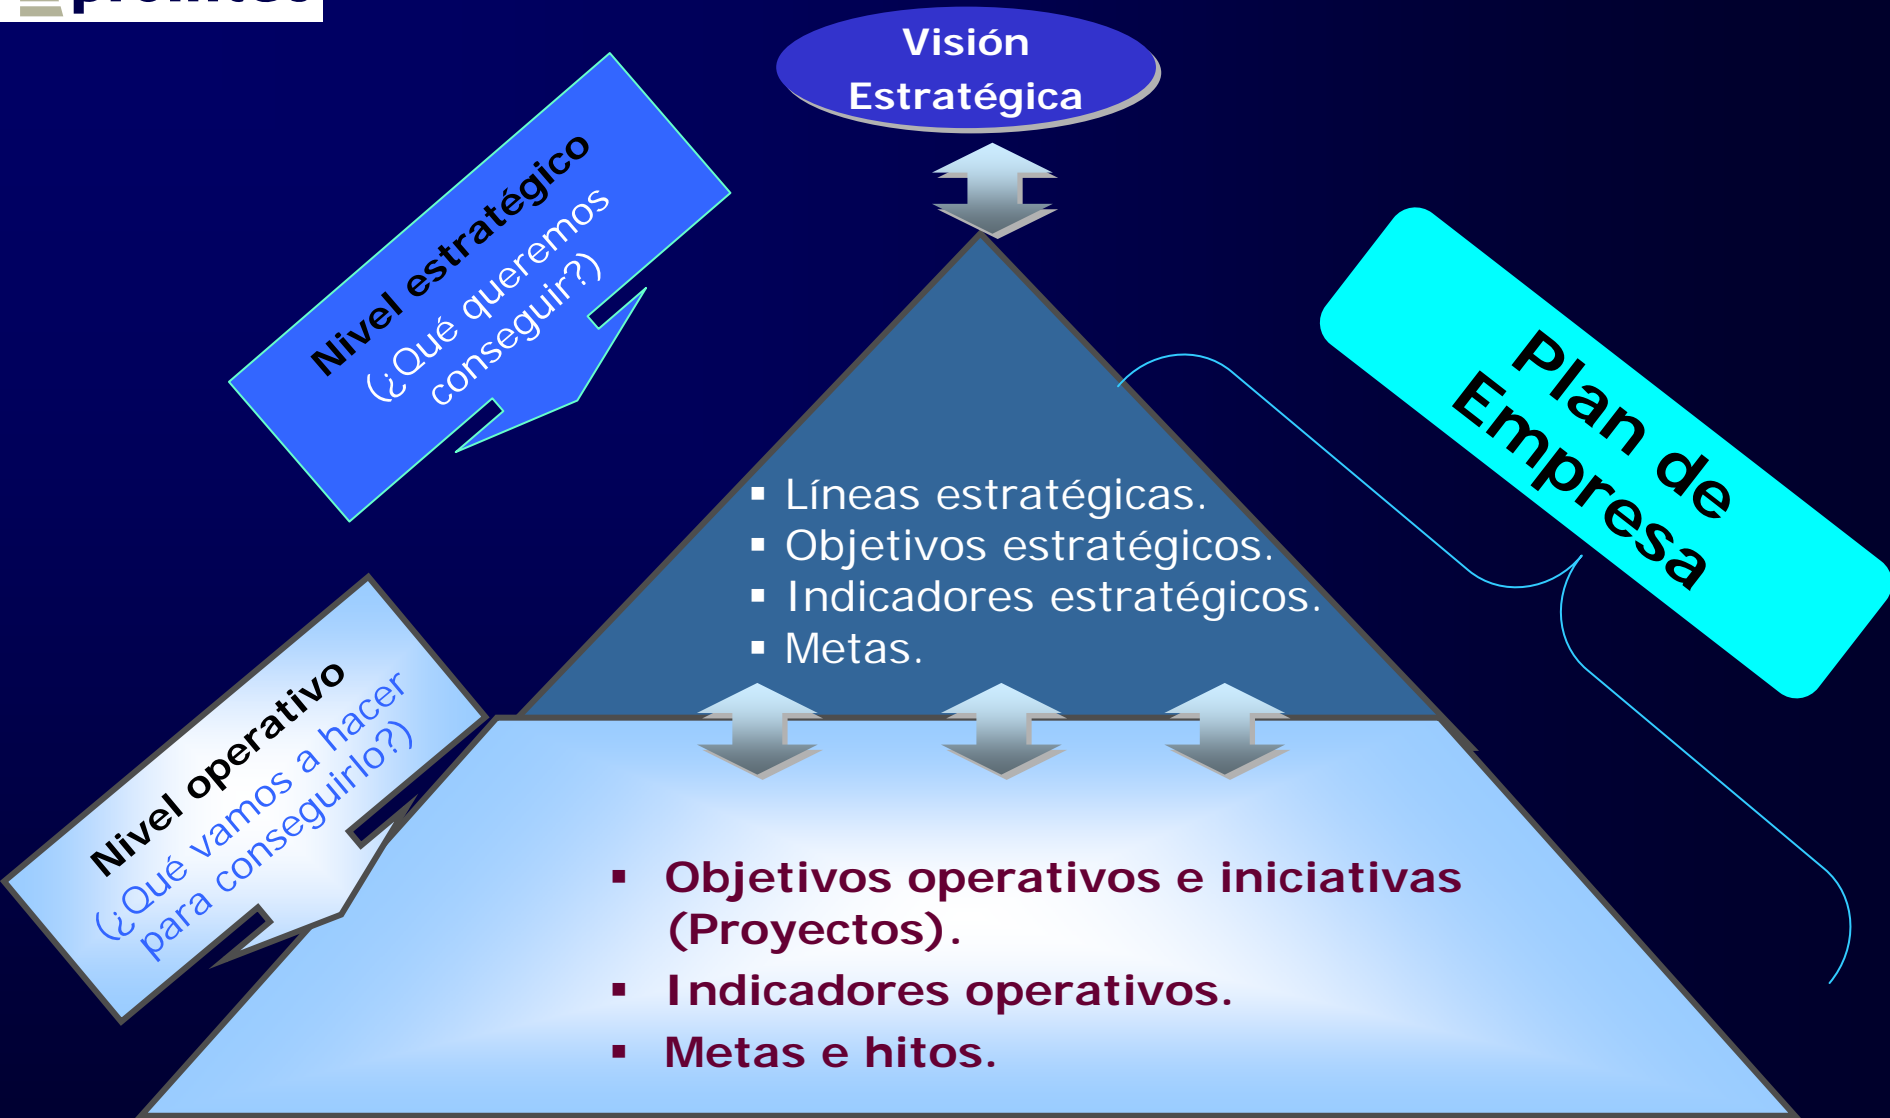 Visión
Estratégica
Nivel estratégico
(¿Qué queremos
conseguir?)
Plan de
Empresa
▪ Líneas estratégicas.
▪ Objetivos estratégicos.
▪ Indicadores estratégicos.
▪ Metas.
Nivel operativo
(¿Qué vamos a hacer
para conseguirlo?)
▪ Objetivos operativos e iniciativas
(Proyectos).
▪ Indicadores operativos.
▪ Metas e hitos.